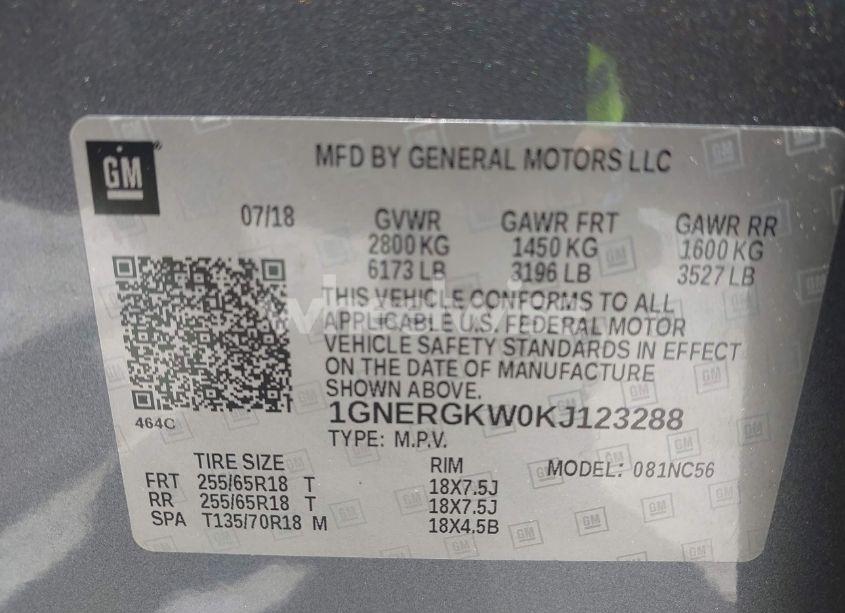 GM
MFD BY GENERAL MOTORS LLC
07/18 GVWR GAWR FRT GAWR RR
2800 KG 1450 KG 1600 KG
6173 LB 3196 LB 3527 LB
THIS VEHICLE CONFORMS TO ALL
APPLICABLE U.S. FEDERAL MOTOR
VEHICLE SAFETY STANDARDS IN EFFECT
ON THE DATE OF MANUFACTURE
SHOWN ABOVE.
464C
1GNERGKW0KJ123288
TYPE: M.P.V.
TIRE SIZE RIM MODEL: 081NC56
FRT 255/65R18 T 18X7.5J
RR 255/65R18 T 18X7.5J
SPA T135/70R18 M 18X4.5B